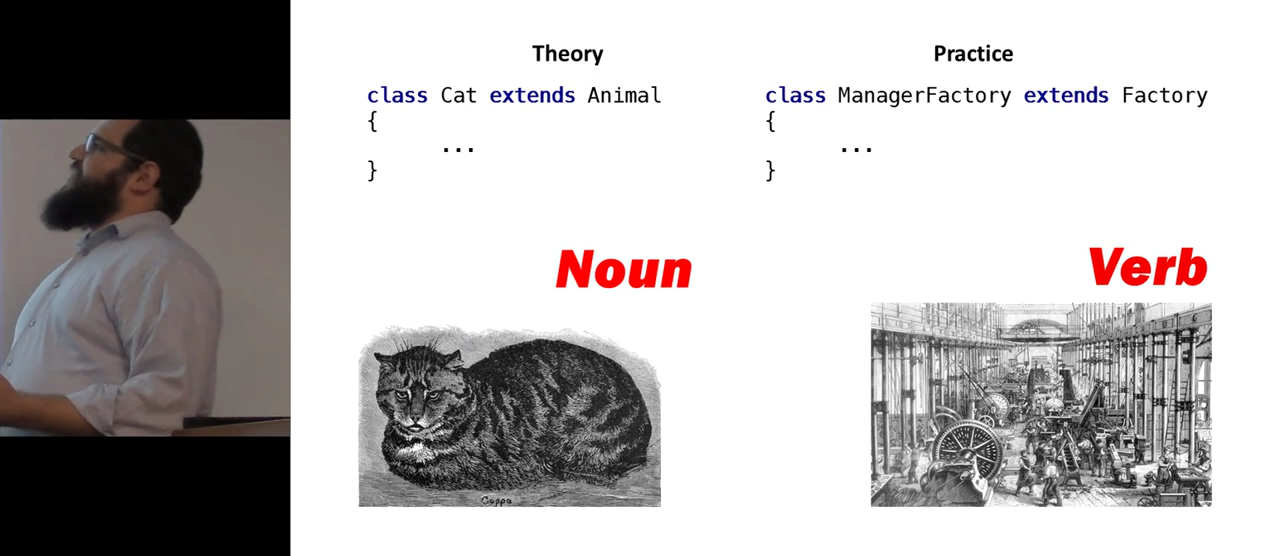 Theory
class Cat extends Animal
{
...
}
Noun
Practice
class ManagerFactory extends Factory
{
...
}
Verb